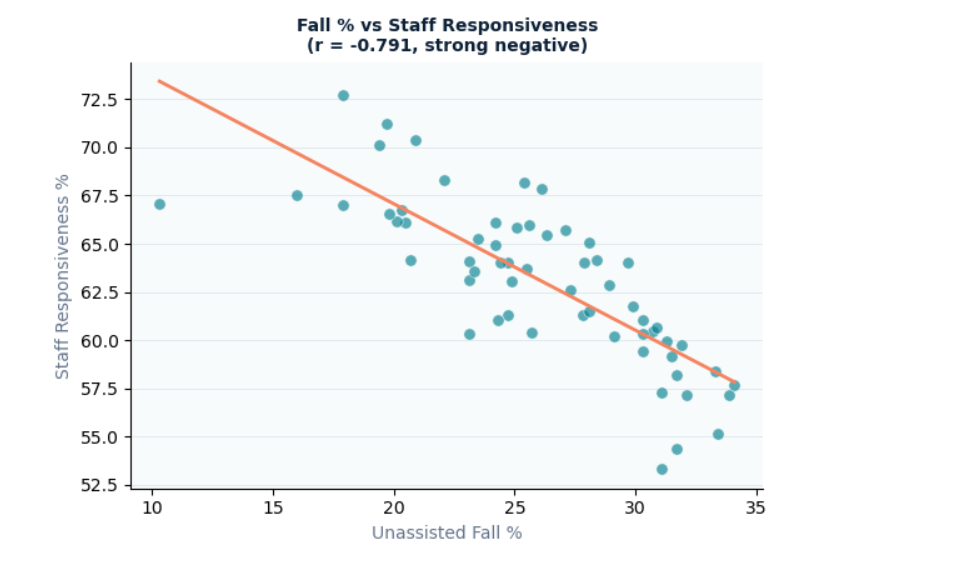 Fall % vs Staff Responsiveness
(r = -0.791, strong negative)
Staff Responsiveness %
72.5
70.0
67.5
65.0
62.5
60.0
57.5
55.0
52.5
10 15 20 25 30 35
Unassisted Fall %